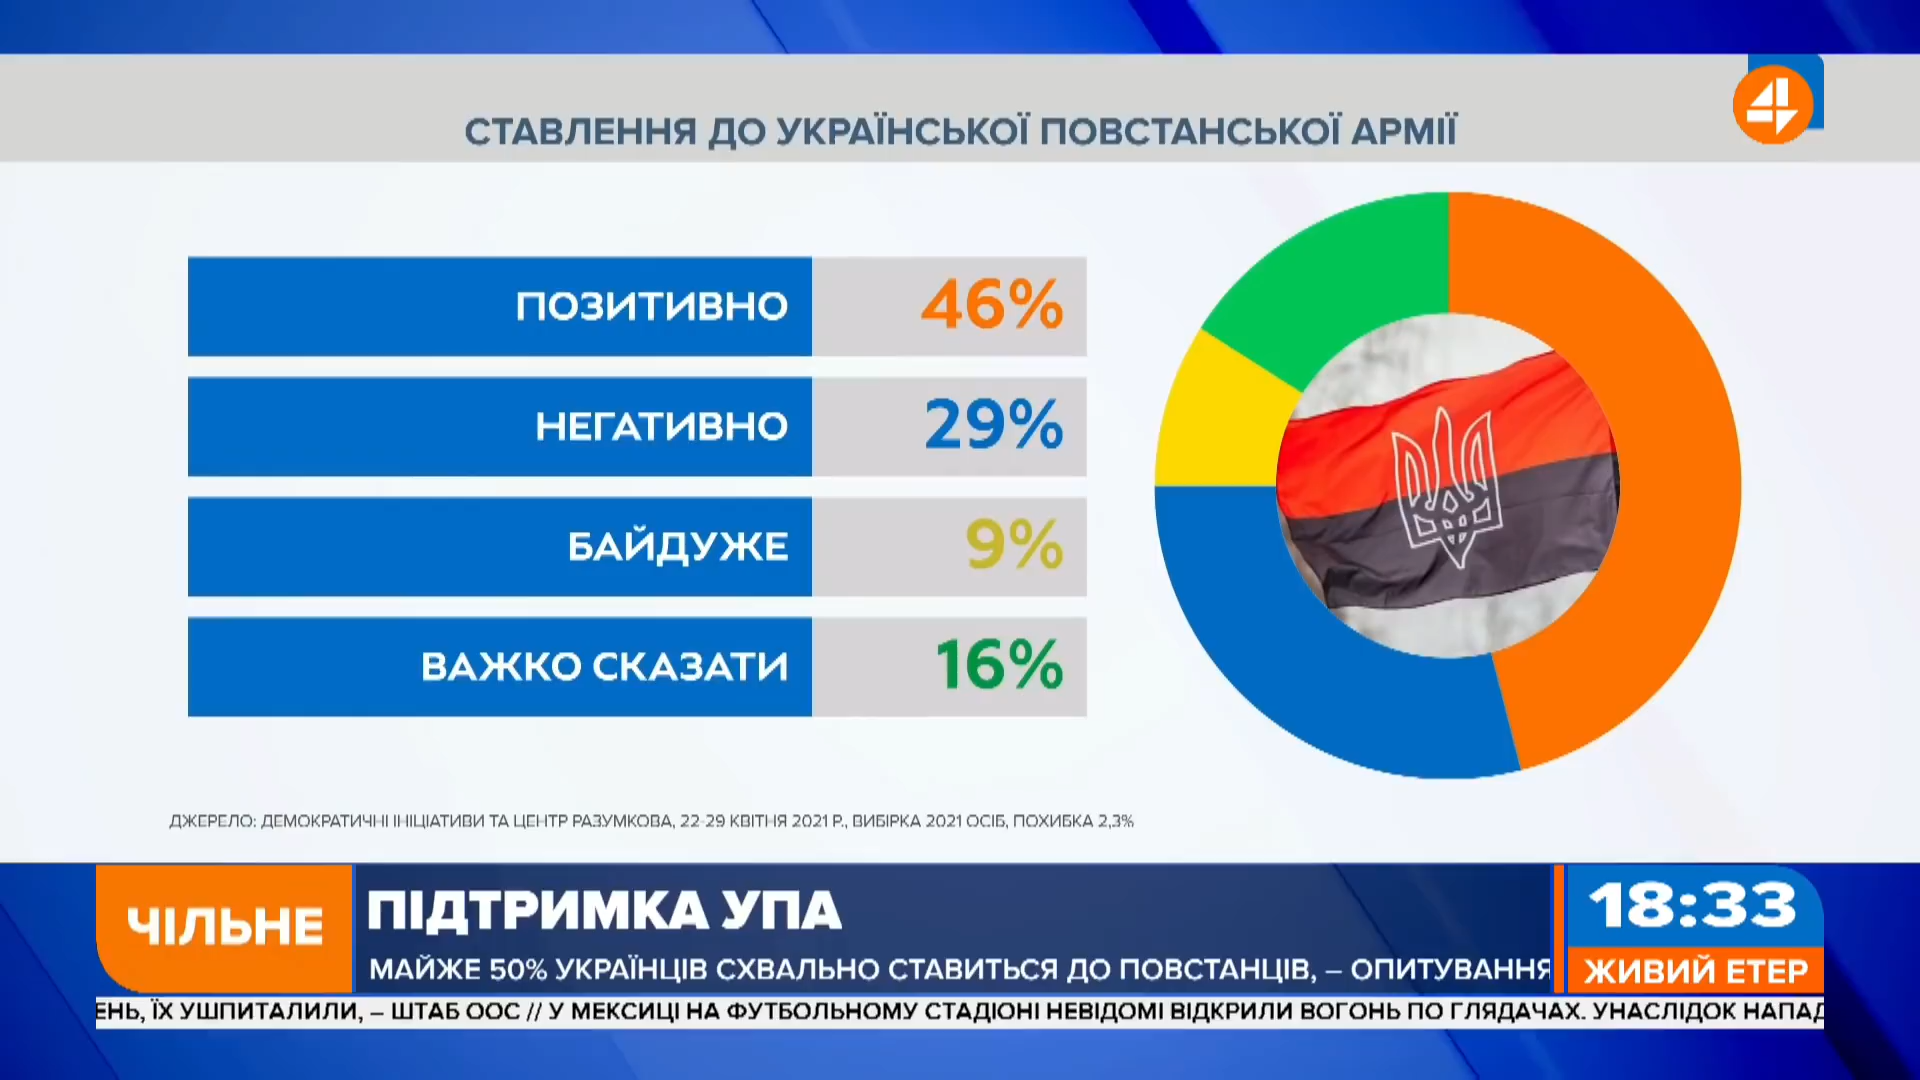 СТАВЛЕННЯ ДО УКРАЇНСЬКОЇ ПОВСТАНСЬКОЇ АРМІЇ
4
ПОЗИТИВНО 46%
НЕГАТИВНО 29%
БАЙДУЖЕ 9%
ВАЖКО СКАЗАТИ 16%
ДЖЕРЕЛО: ДЕМОКРАТИЧНІ ІНІЦІАТИВИ ТА ЦЕНТР РАЗУМКОВА, 22-29 КВІТНЯ 2021 Р., ВИБІРКА 2021 ОСІБ, ПОХИБКА 2,3%
ЧІЛЬНЕ
ПІДТРИМКА УПА
МАЙЖЕ 50% УКРАЇНЦІВ СХВАЛЬНО СТАВИТЬСЯ ДО ПОВСТАНЦІВ, – ОПИТУВАННЯ
18:33
ЖИВИЙ ЕТЕР
ЕНЬ, ЇХ УШПИТАЛИЛИ, – ШТАБ ООС // У МЕКСИЦІ НА ФУТБОЛЬНОМУ СТАДІОНІ НЕВІДОМІ ВІДКРИЛИ ВОГОНЬ ПО ГЛЯДАЧАХ. УНАСЛІДОК НАПАД